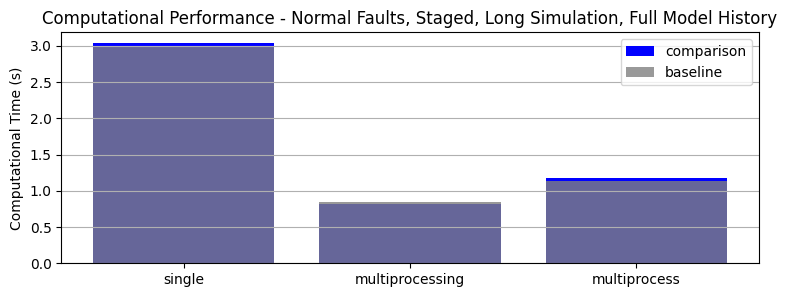 Computational Performance - Normal Faults, Staged, Long Simulation, Full Model History
Computational Time (s)
3.0
2.5
2.0
1.5
1.0
0.5
0.0
comparison
baseline
single
multiprocessing
multiprocess